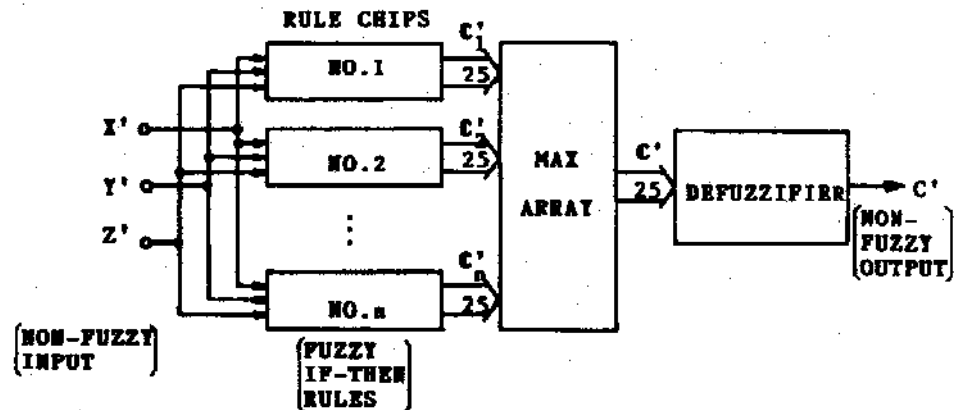 RULE CHIPS
C'1
NO.1
25
X'
C'2
NO.2
25
Y'
MAX
ARRAY
C'
25
DEFUZZIFIER
C'
Z'
NON-
FUZZY
OUTPUT
C'n
NO.n
25
NON-FUZZY
INPUT
FUZZY
IF-THEN
RULES